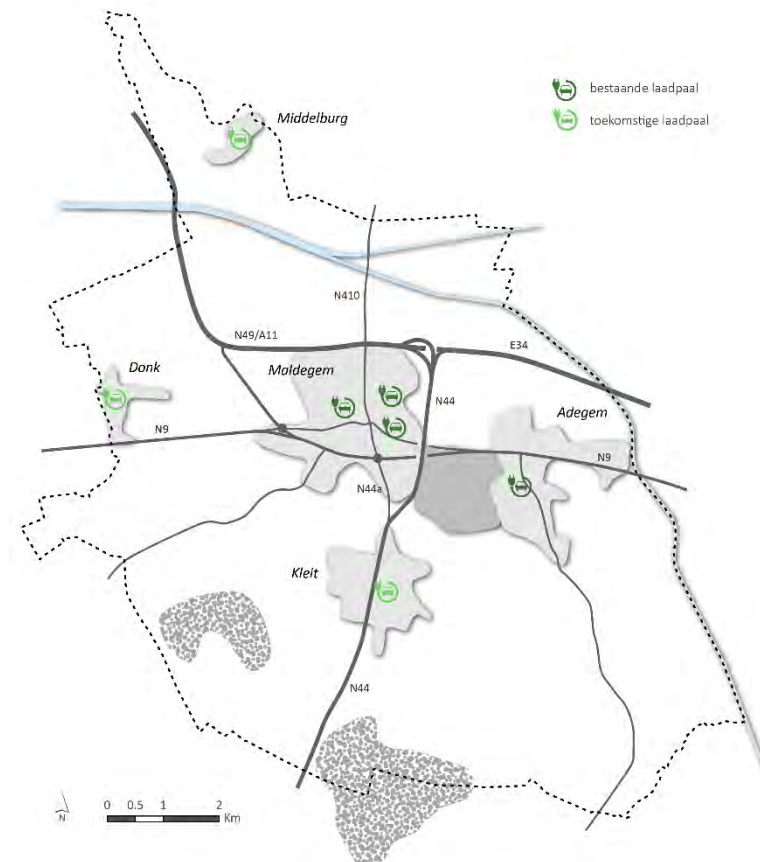 bestaande laadpaal
toekomstige laadpaal
Middelburg
N410
N49/A11
E34
Donk
Maldegem
N44
Adegem
N9
N9
N44a
Kleit
N44
N
0 0.5 1 2
Km